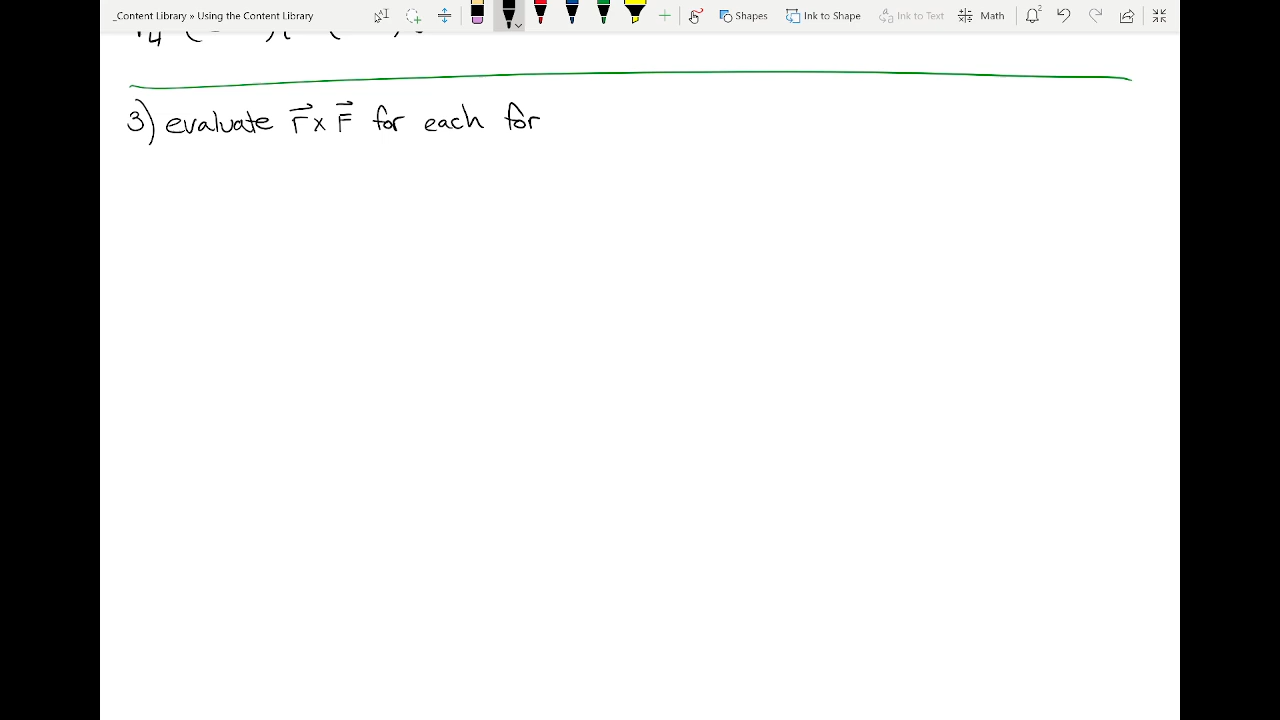 _Content Library » Using the Content Library Shapes Ink to Shape Ink to Text Math
3) evaluate r⃗ x F⃗ for each for